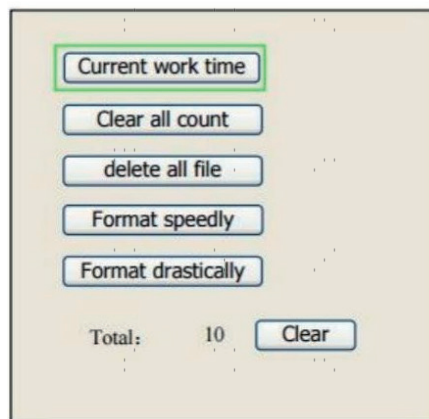 Current work time
Clear all count
delete all file
Format speedly
Format drastically
Total： 10 Clear